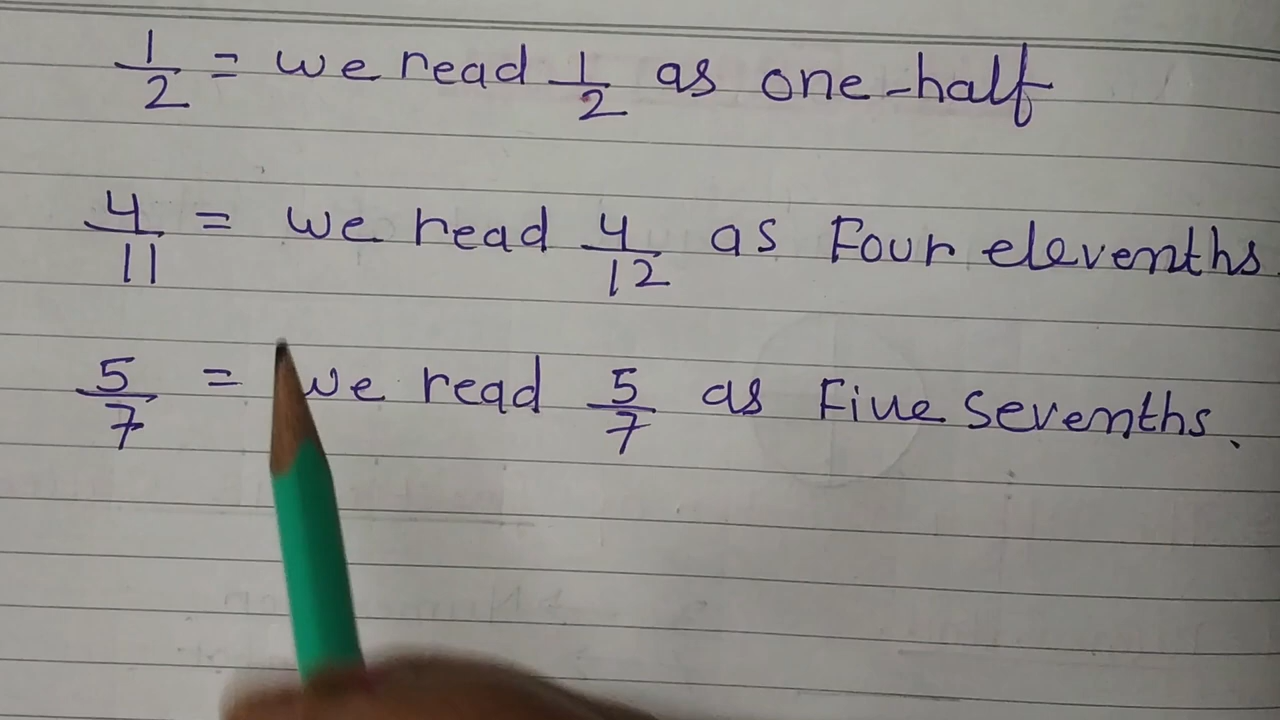 1/2 = we read 1/2 as one-half
4/11 = we read 4/12 as Four elevenths.
5/7 = we read 5/7 as Five sevenths.